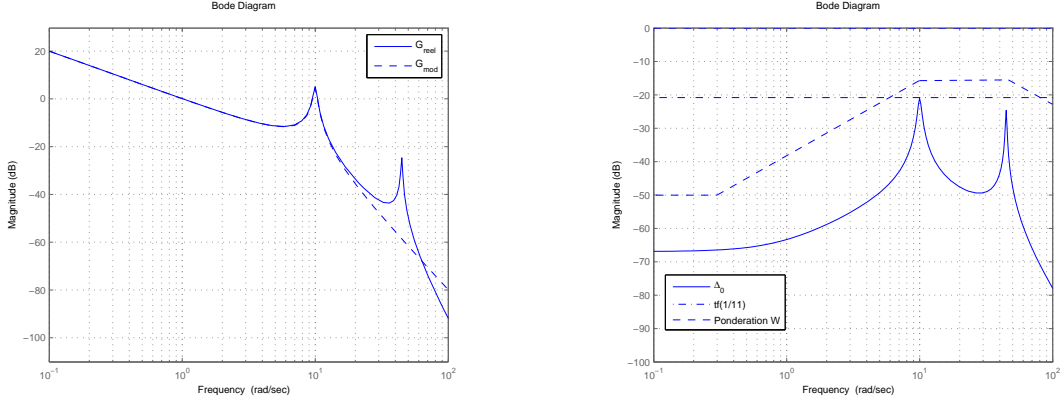 Bode Diagram
20
0
−20
−40
−60
−80
−100
Magnitude (dB)
G_reel
G_mod
10^−1
10^0
10^1
10^2
Frequency (rad/sec)
Bode Diagram
0
−10
−20
−30
−40
−50
−60
−70
−80
−90
−100
Magnitude (dB)
Δ_0
tf(1/11)
Ponderation W
10^−1
10^0
10^1
10^2
Frequency (rad/sec)